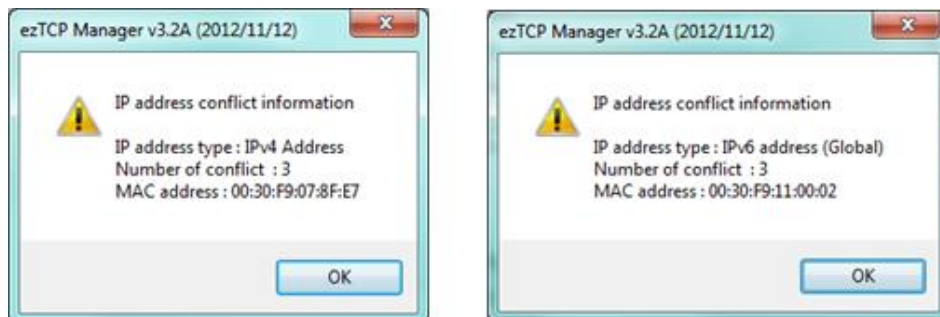 ezTCP Manager v3.2A (2012/11/12)
IP address conflict information
IP address type : IPv4 Address
Number of conflict : 3
MAC address : 00:30:F9:07:8F:E7
OK
ezTCP Manager v3.2A (2012/11/12)
IP address conflict information
IP address type : IPv6 address (Global)
Number of conflict : 3
MAC address : 00:30:F9:11:00:02
OK